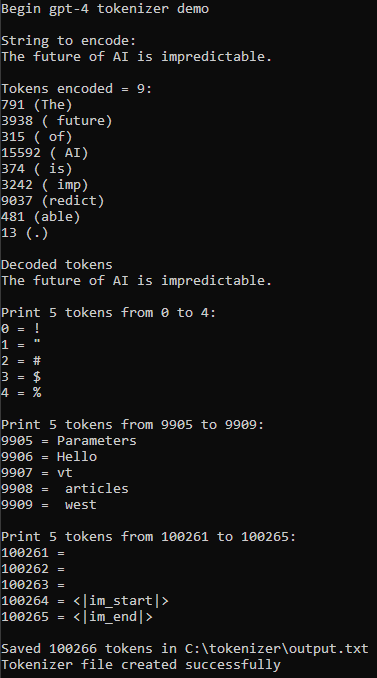 Begin gpt-4 tokenizer demo
String to encode:
The future of AI is impredictable.
Tokens encoded = 9:
791 (The)
3938 ( future)
315 ( of)
15592 ( AI)
374 ( is)
3242 ( imp)
9037 (redict)
481 (able)
13 (.)
Decoded tokens
The future of AI is impredictable.
Print 5 tokens from 0 to 4:
0 = !
1 = "
2 = #
3 = $
4 = %
Print 5 tokens from 9905 to 9909:
9905 = Parameters
9906 = Hello
9907 = vt
9908 =  articles
9909 =  west
Print 5 tokens from 100261 to 100265:
100261 =
100262 =
100263 =
100264 = <|im_start|>
100265 = <|im_end|>
Saved 100266 tokens in C:\tokenizer\output.txt
Tokenizer file created successfully